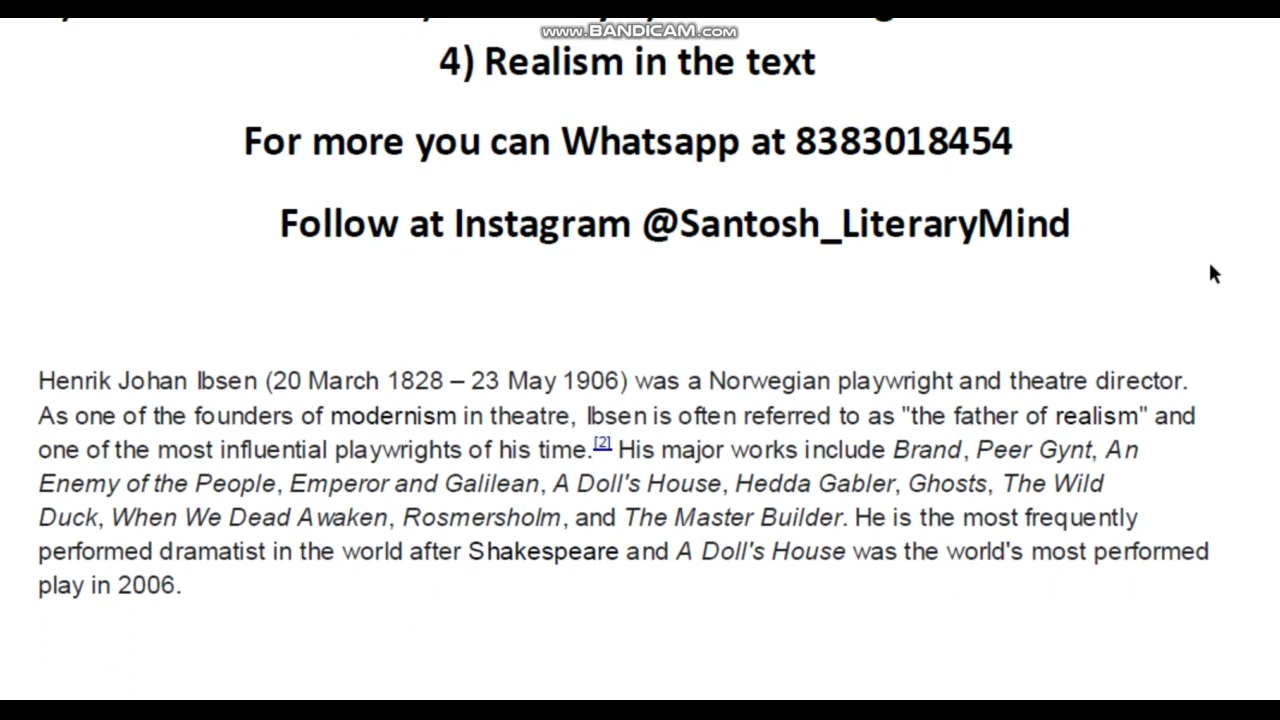 www.BANDICAM.com
4) Realism in the text
For more you can Whatsapp at 8383018454
Follow at Instagram @Santosh_LiteraryMind
Henrik Johan Ibsen (20 March 1828 – 23 May 1906) was a Norwegian playwright and theatre director.
As one of the founders of modernism in theatre, Ibsen is often referred to as "the father of realism" and
one of the most influential playwrights of his time.[2] His major works include Brand, Peer Gynt, An
Enemy of the People, Emperor and Galilean, A Doll's House, Hedda Gabler, Ghosts, The Wild
Duck, When We Dead Awaken, Rosmersholm, and The Master Builder. He is the most frequently
performed dramatist in the world after Shakespeare and A Doll's House was the world's most performed
play in 2006.